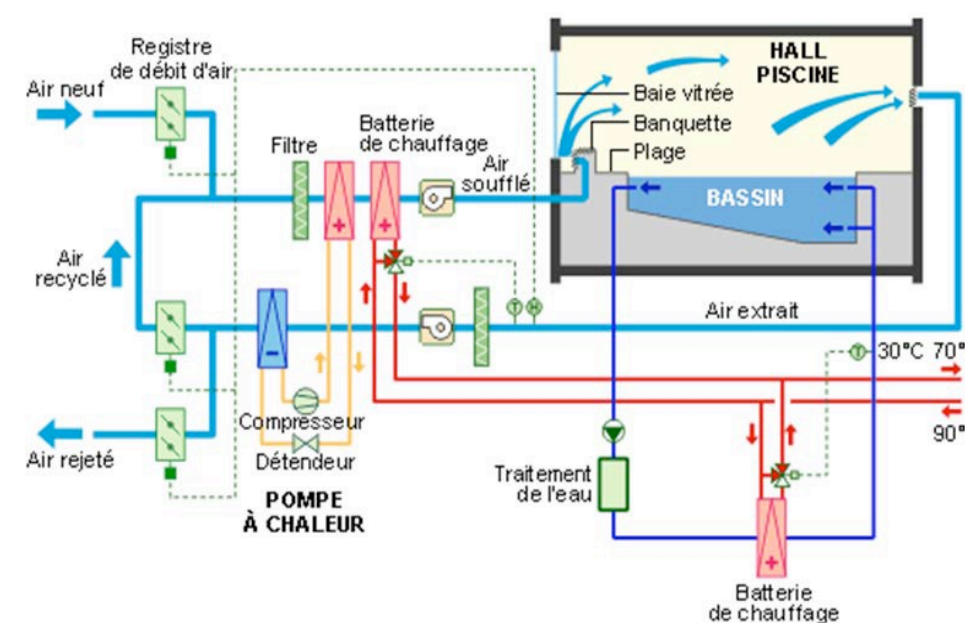 Registre
de débit d'air
Air neuf
Filtre
Batterie
de chauffage
Air
soufflé
HALL
PISCINE
Baie vitrée
Banquette
Plage
BASSIN
Air
recyclé
+
+
-
T
H
Air extrait
T
30°C
70°
90°
Compresseur
Détendeur
Air rejeté
POMPE
À CHALEUR
Traitement
de l'eau
+
Batterie
de chauffage